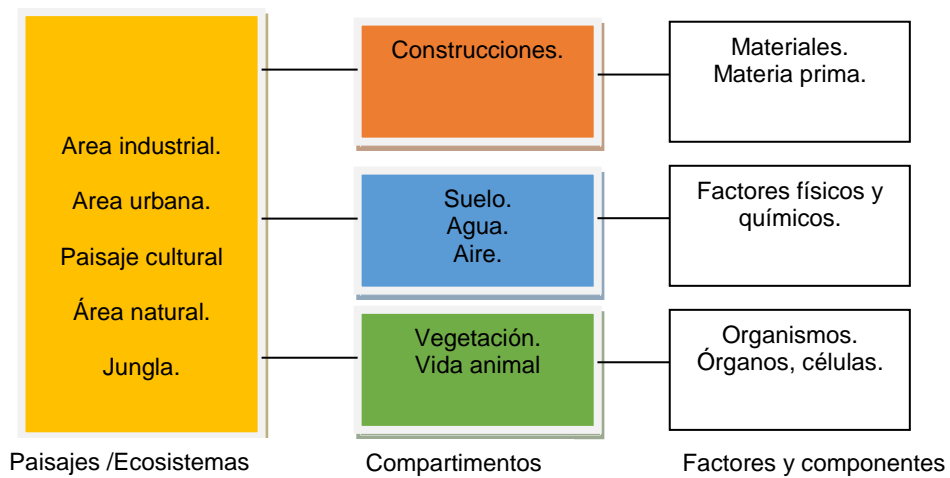 Area industrial.
Area urbana.
Paisaje cultural
Área natural.
Jungla.
Construcciones.
Materiales.
Materia prima.
Suelo.
Agua.
Aire.
Factores físicos y
químicos.
Vegetación.
Vida animal
Organismos.
Órganos, células.
Paisajes /Ecosistemas
Compartimentos
Factores y componentes